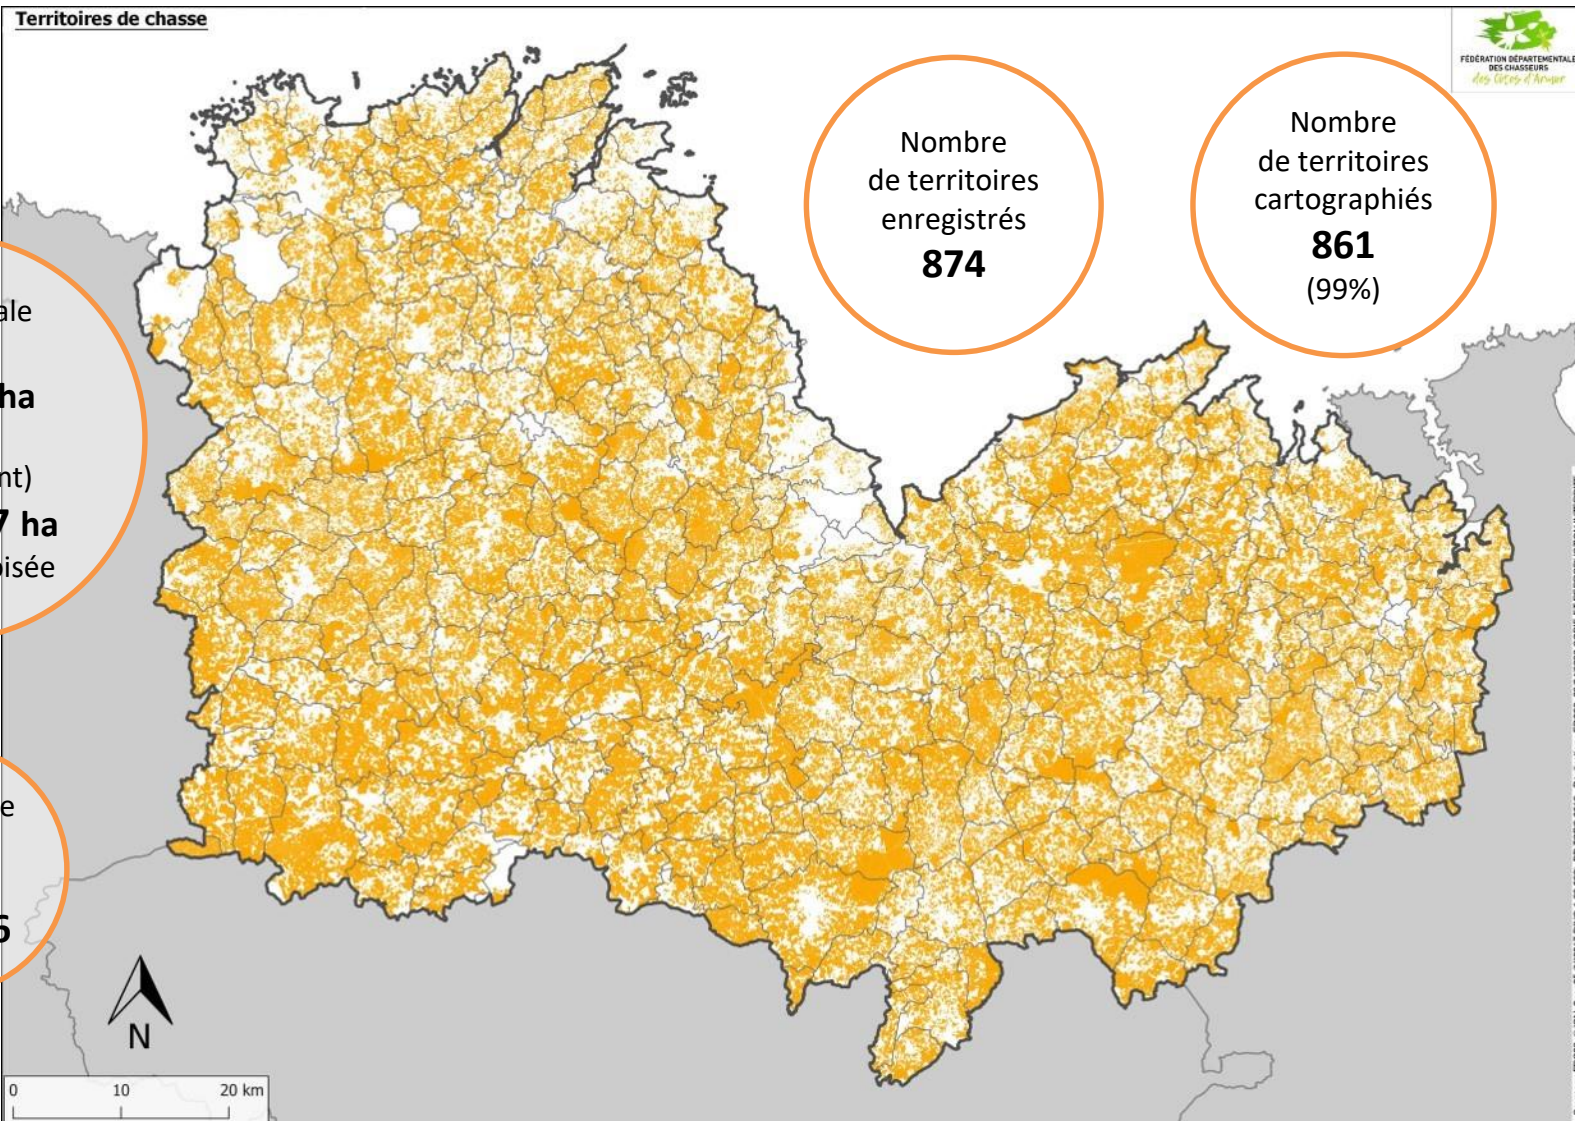 Territoires de chasse
FÉDÉRATION DÉPARTEMENTALE
DES CHASSEURS
des Côtes d'Armor
Nombre
de territoires
enregistrés
874
Nombre
de territoires
cartographiés
861
(99%)
ale
ha
nt)
7 ha
oisée
e
6
N
0 10 20 km